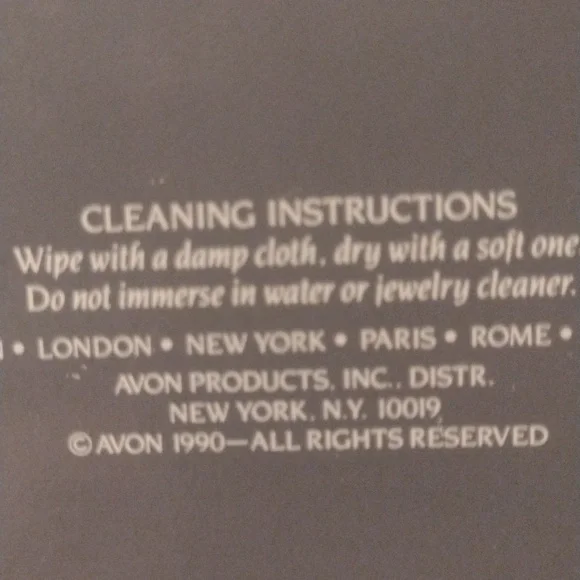 CLEANING INSTRUCTIONS
Wipe with a damp cloth, dry with a soft one
Do not immerse in water or jewelry cleaner.
• LONDON • NEW YORK • PARIS • ROME •
AVON PRODUCTS, INC., DISTR.
NEW YORK, N.Y. 10019
© AVON 1990—ALL RIGHTS RESERVED